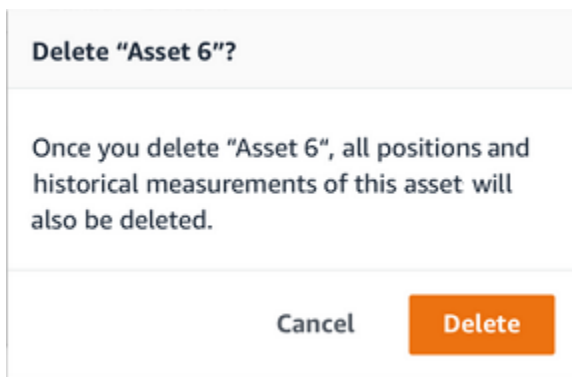 Delete “Asset 6”?
Once you delete “Asset 6“, all positions and
historical measurements of this asset will
also be deleted.
Cancel
Delete